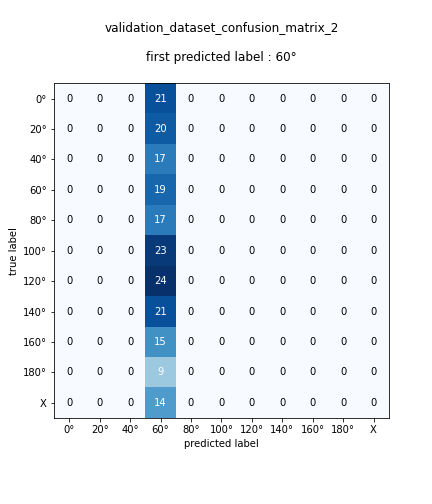 validation_dataset_confusion_matrix_2
first predicted label : 60°
0° 0 0 0 21 0 0 0 0 0 0 0
20° 0 0 0 20 0 0 0 0 0 0 0
40° 0 0 0 17 0 0 0 0 0 0 0
60° 0 0 0 19 0 0 0 0 0 0 0
80° 0 0 0 17 0 0 0 0 0 0 0
100° 0 0 0 23 0 0 0 0 0 0 0
120° 0 0 0 24 0 0 0 0 0 0 0
140° 0 0 0 21 0 0 0 0 0 0 0
160° 0 0 0 15 0 0 0 0 0 0 0
180° 0 0 0 9 0 0 0 0 0 0 0
X 0 0 0 14 0 0 0 0 0 0 0
0° 20° 40° 60° 80° 100° 120° 140° 160° 180° X
predicted label
true label